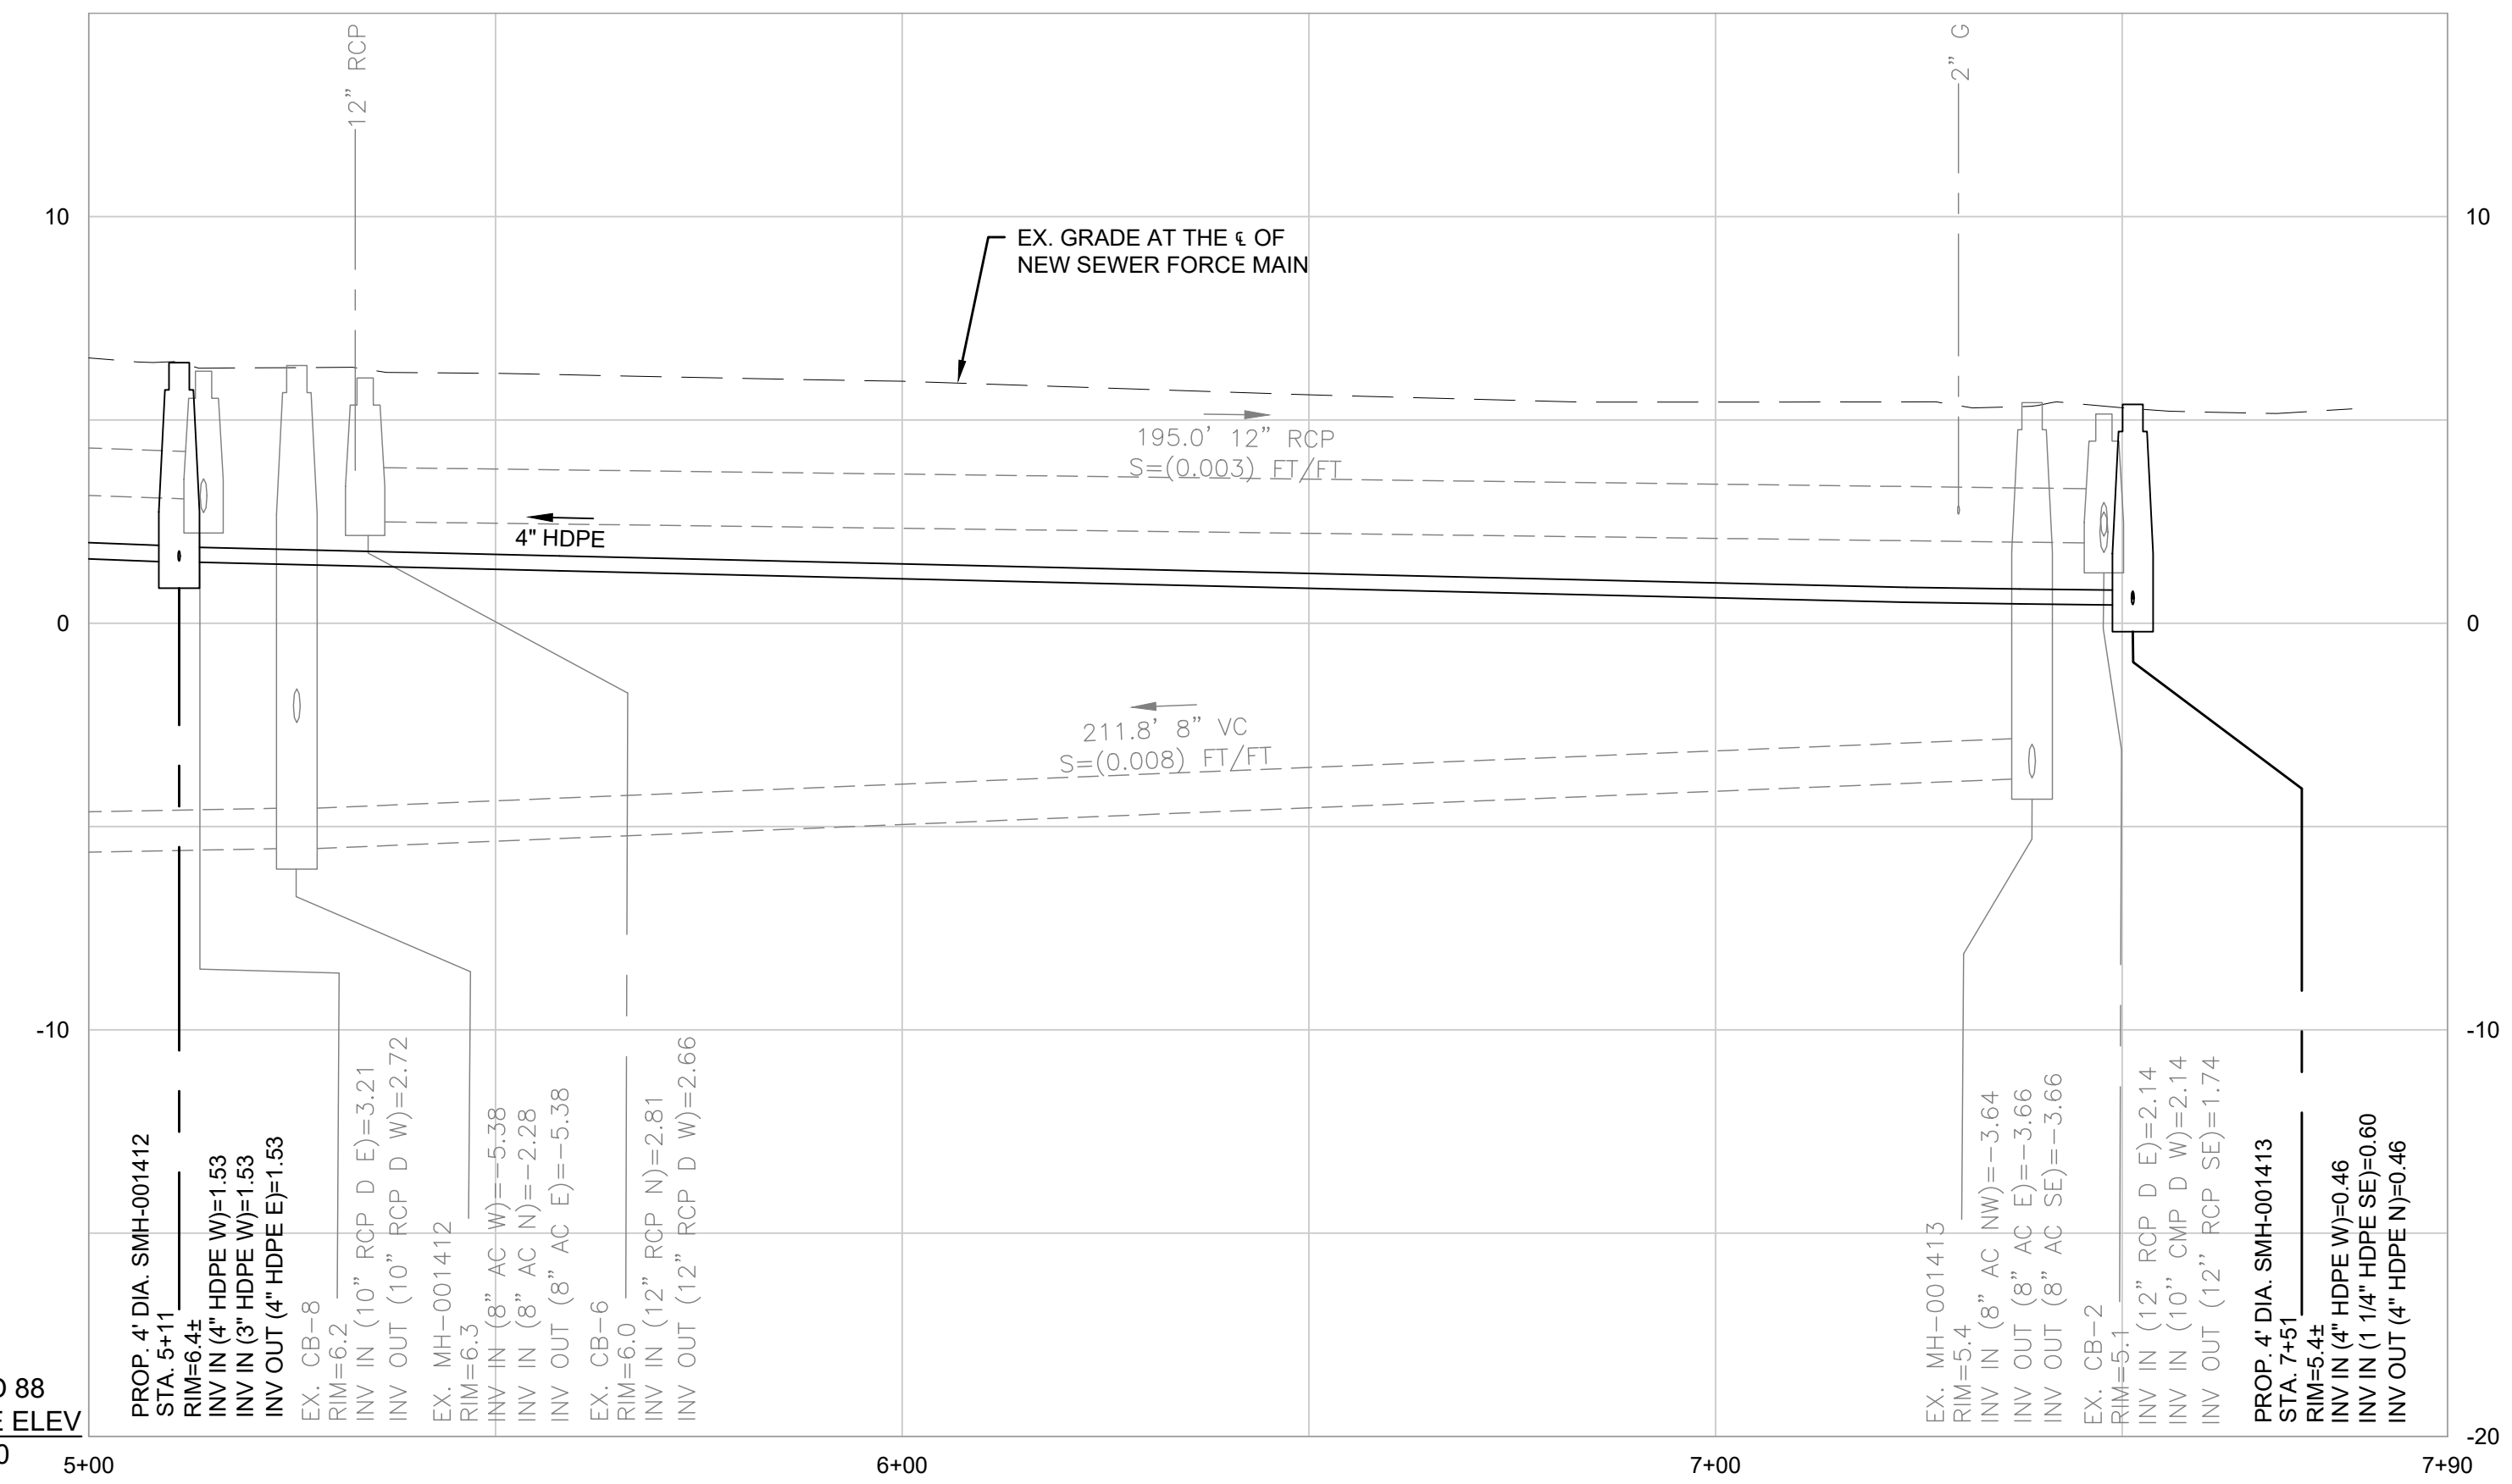 12” RCP
2” G
10
10
EX. GRADE AT THE ℄ OF
NEW SEWER FORCE MAIN
195.0’ 12” RCP
S=(0.003) FT/FT
4" HDPE
0
0
211.8’ 8” VC
S=(0.008) FT/FT
-10
-10
PROP. 4' DIA. SMH-001412
STA. 5+11
RIM=6.4±
INV IN (4" HDPE W)=1.53
INV IN (3" HDPE W)=1.53
INV OUT (4" HDPE E)=1.53
EX. CB-8
RIM=6.2
INV IN (10” RCP D E)=3.21
INV OUT (10” RCP D W)=2.72
EX. MH-001412
RIM=6.3
INV IN (8” AC W)=-5.38
INV IN (8” AC N)=-2.28
INV OUT (8” AC E)=-5.38
EX. CB-6
RIM=6.0
INV IN (12” RCP N)=2.81
INV OUT (12” RCP D W)=2.66
EX. MH-001413
RIM=5.4
INV IN (8” AC NW)=-3.64
INV OUT (8” AC E)=-3.66
INV OUT (8” AC SE)=-3.66
EX. CB-2
RIM=5.1
INV IN (12” RCP D E)=2.14
INV IN (10’’ CMP D W)=2.14
INV OUT (12’’ RCP SE)=1.74
PROP. 4' DIA. SMH-001413
STA. 7+51
RIM=5.4±
INV IN (4" HDPE W)=0.46
INV IN (1 1/4" HDPE SE)=0.60
INV OUT (4" HDPE N)=0.46
88
ELEV
-20
5+00
6+00
7+00
7+90